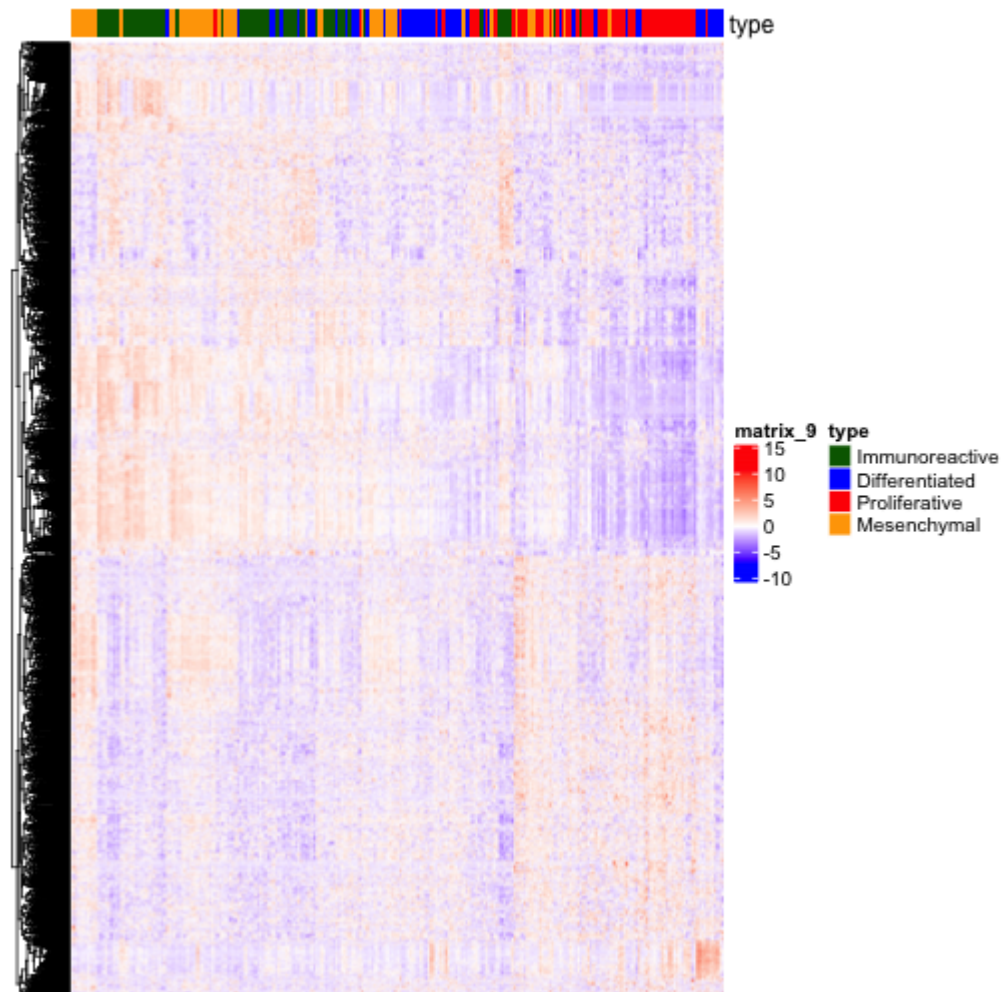 type
matrix_9 type
15
10
5
0
-5
-10
Immunoreactive
Differentiated
Proliferative
Mesenchymal